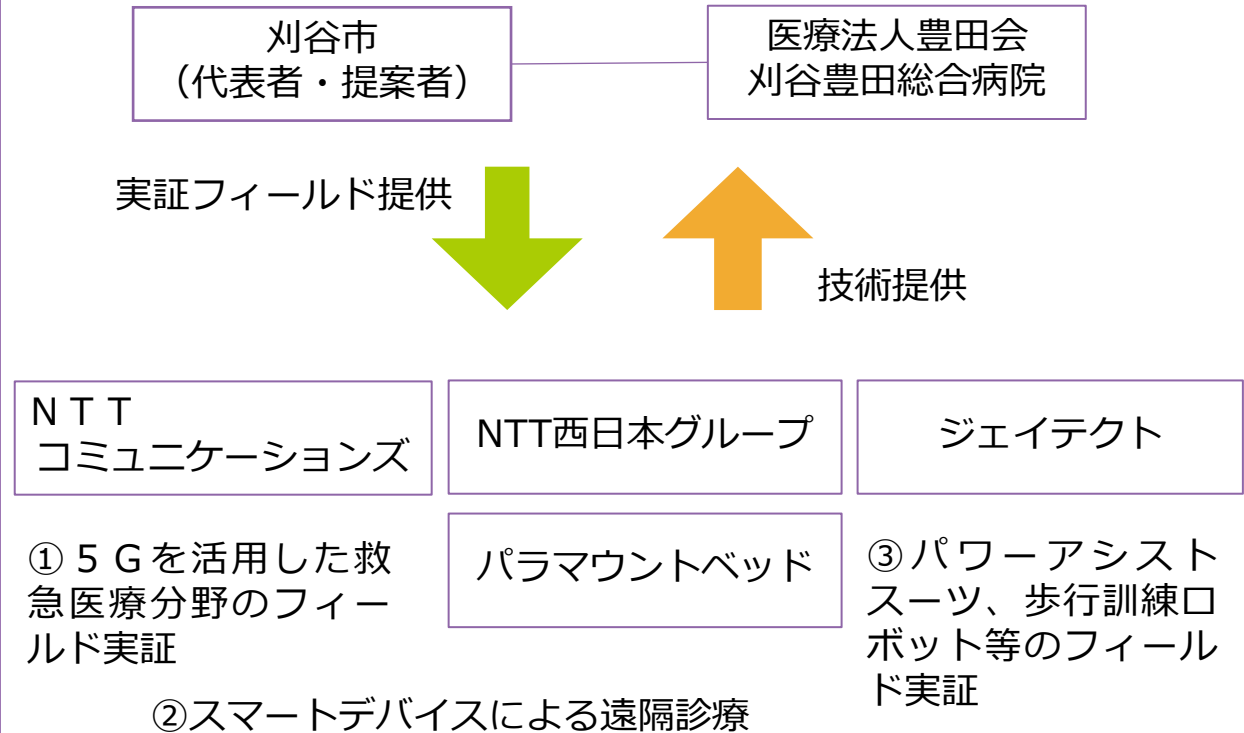 刈谷市
（代表者・提案者）
医療法人豊田会
刈谷豊田総合病院
実証フィールド提供
技術提供
ＮＴＴ
コミュニケーションズ
NTT西日本グループ
ジェイテクト
パラマウントベッド
①５Ｇを活用した救
急医療分野のフィー
ルド実証
③パワーアシスト
スーツ、歩行訓練ロ
ボット等のフィール
ド実証
②スマートデバイスによる遠隔診療